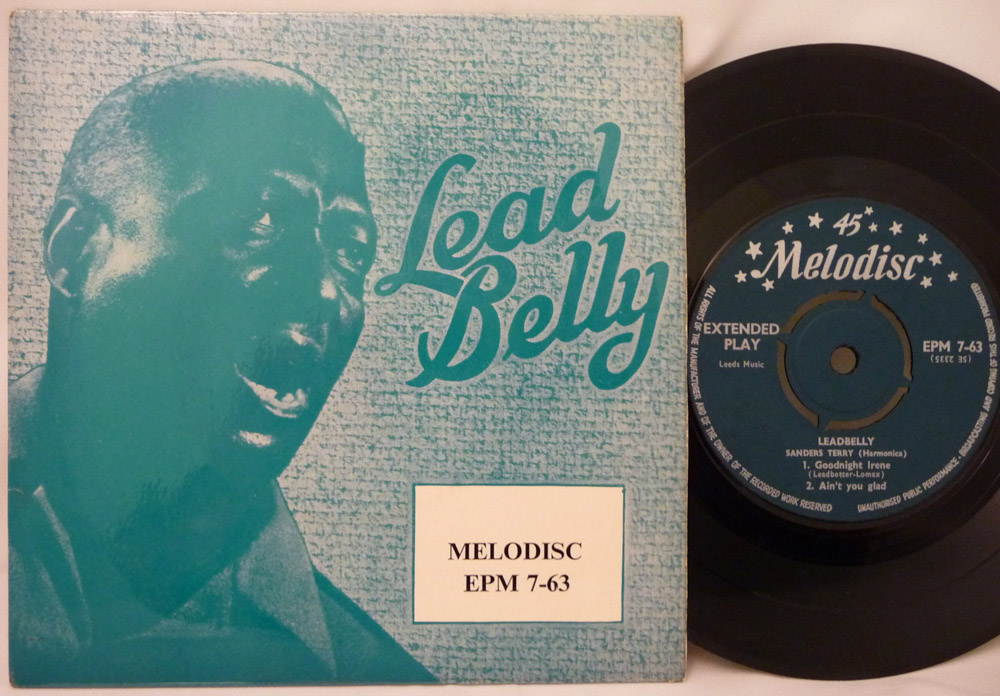 Lead
Belly
MELODISC
EPM 7-63
45
Melodisc
EXTENDED
PLAY
Leeds Music
EPM 7-63
LEADBELLY
SANDERS TERRY (Harmonica)
1. Goodnight Irene
(Leadbetter-Lomax)
2. Ain't you glad
ALL RIGHTS OF THE MANUFACTURER AND OF THE OWNER OF THE RECORDED WORK RESERVED
UNAUTHORISED PUBLIC PERFORMANCE · BROADCASTING AND COPYING OF THIS RECORD PROHIBITED